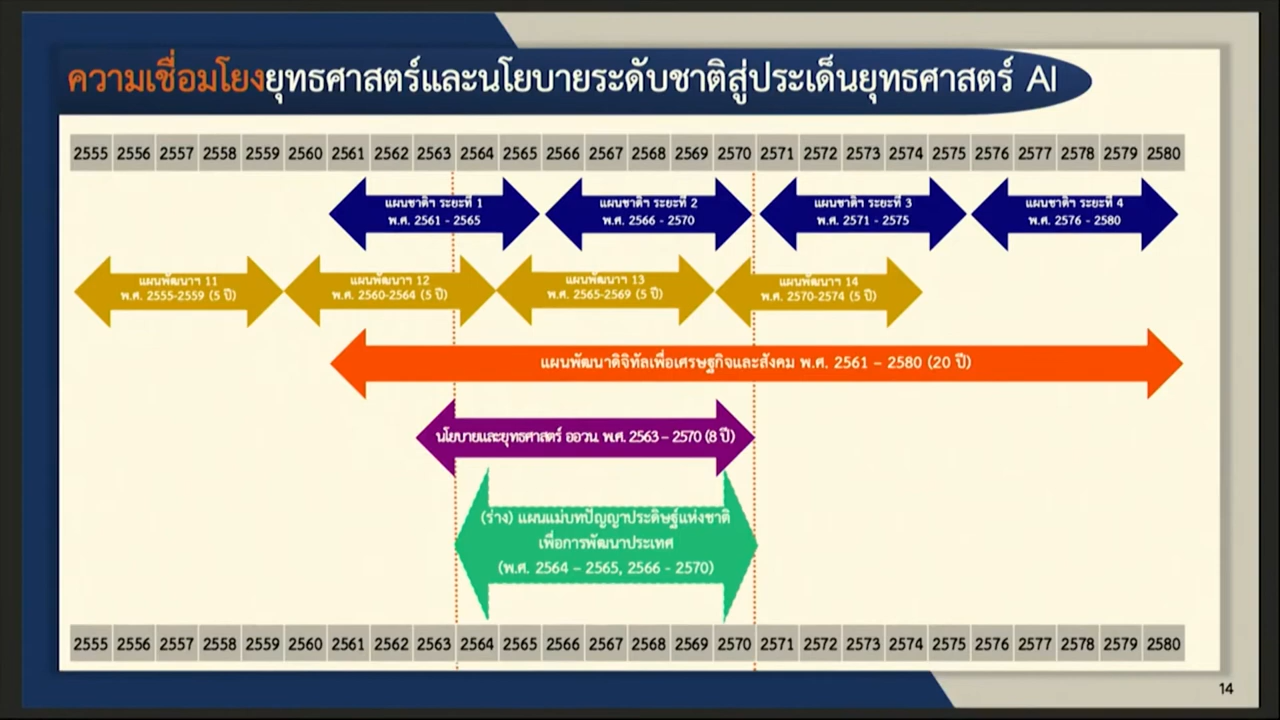 ความเชื่อมโยงยุทธศาสตร์และนโยบายระดับชาติสู่ประเด็นยุทธศาสตร์ AI
2555 2556 2557 2558 2559 2560 2561 2562 2563 2564 2565 2566 2567 2568 2569 2570 2571 2572 2573 2574 2575 2576 2577 2578 2579 2580
แผนชาติฯ ระยะที่ 1
พ.ศ. 2561 - 2565
แผนชาติฯ ระยะที่ 2
พ.ศ. 2566 - 2570
แผนชาติฯ ระยะที่ 3
พ.ศ. 2571 - 2575
แผนชาติฯ ระยะที่ 4
พ.ศ. 2576 - 2580
แผนพัฒนาฯ 11
พ.ศ. 2555-2559 (5 ปี)
แผนพัฒนาฯ 12
พ.ศ. 2560-2564 (5 ปี)
แผนพัฒนาฯ 13
พ.ศ. 2565-2569 (5 ปี)
แผนพัฒนาฯ 14
พ.ศ. 2570-2574 (5 ปี)
แผนพัฒนาดิจิทัลเพื่อเศรษฐกิจและสังคม พ.ศ. 2561 – 2580 (20 ปี)
นโยบายและยุทธศาสตร์ ออวน. พ.ศ. 2563 – 2570 (8 ปี)
(ร่าง) แผนแม่บทปัญญาประดิษฐ์แห่งชาติ
เพื่อการพัฒนาประเทศ
(พ.ศ. 2564 – 2565, 2566 - 2570)
2555 2556 2557 2558 2559 2560 2561 2562 2563 2564 2565 2566 2567 2568 2569 2570 2571 2572 2573 2574 2575 2576 2577 2578 2579 2580
14